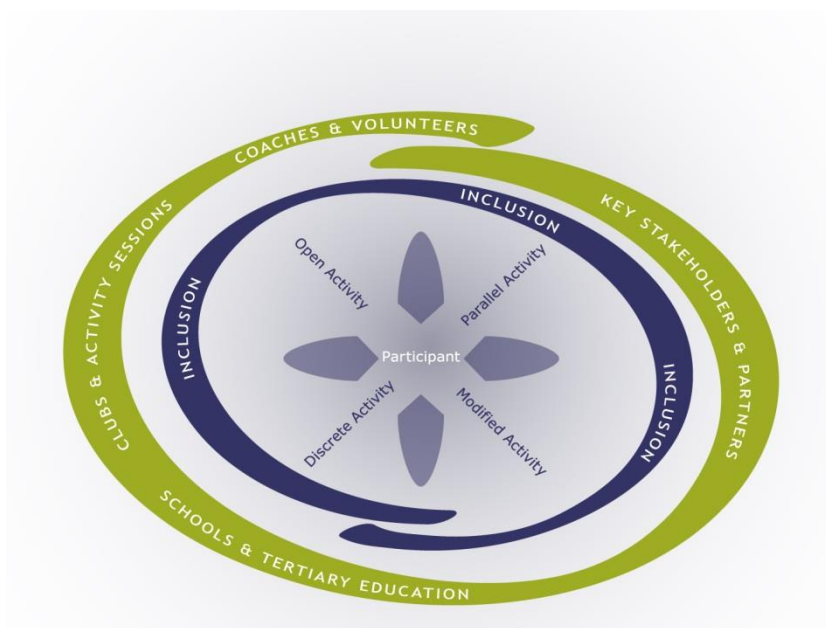 COACHES & VOLUNTEERS
CLUBS & ACTIVITY SESSIONS
KEY STAKEHOLDERS & PARTNERS
SCHOOLS & TERTIARY EDUCATION
INCLUSION
INCLUSION
INCLUSION
Open Activity
Parallel Activity
Participant
Discrete Activity
Modified Activity